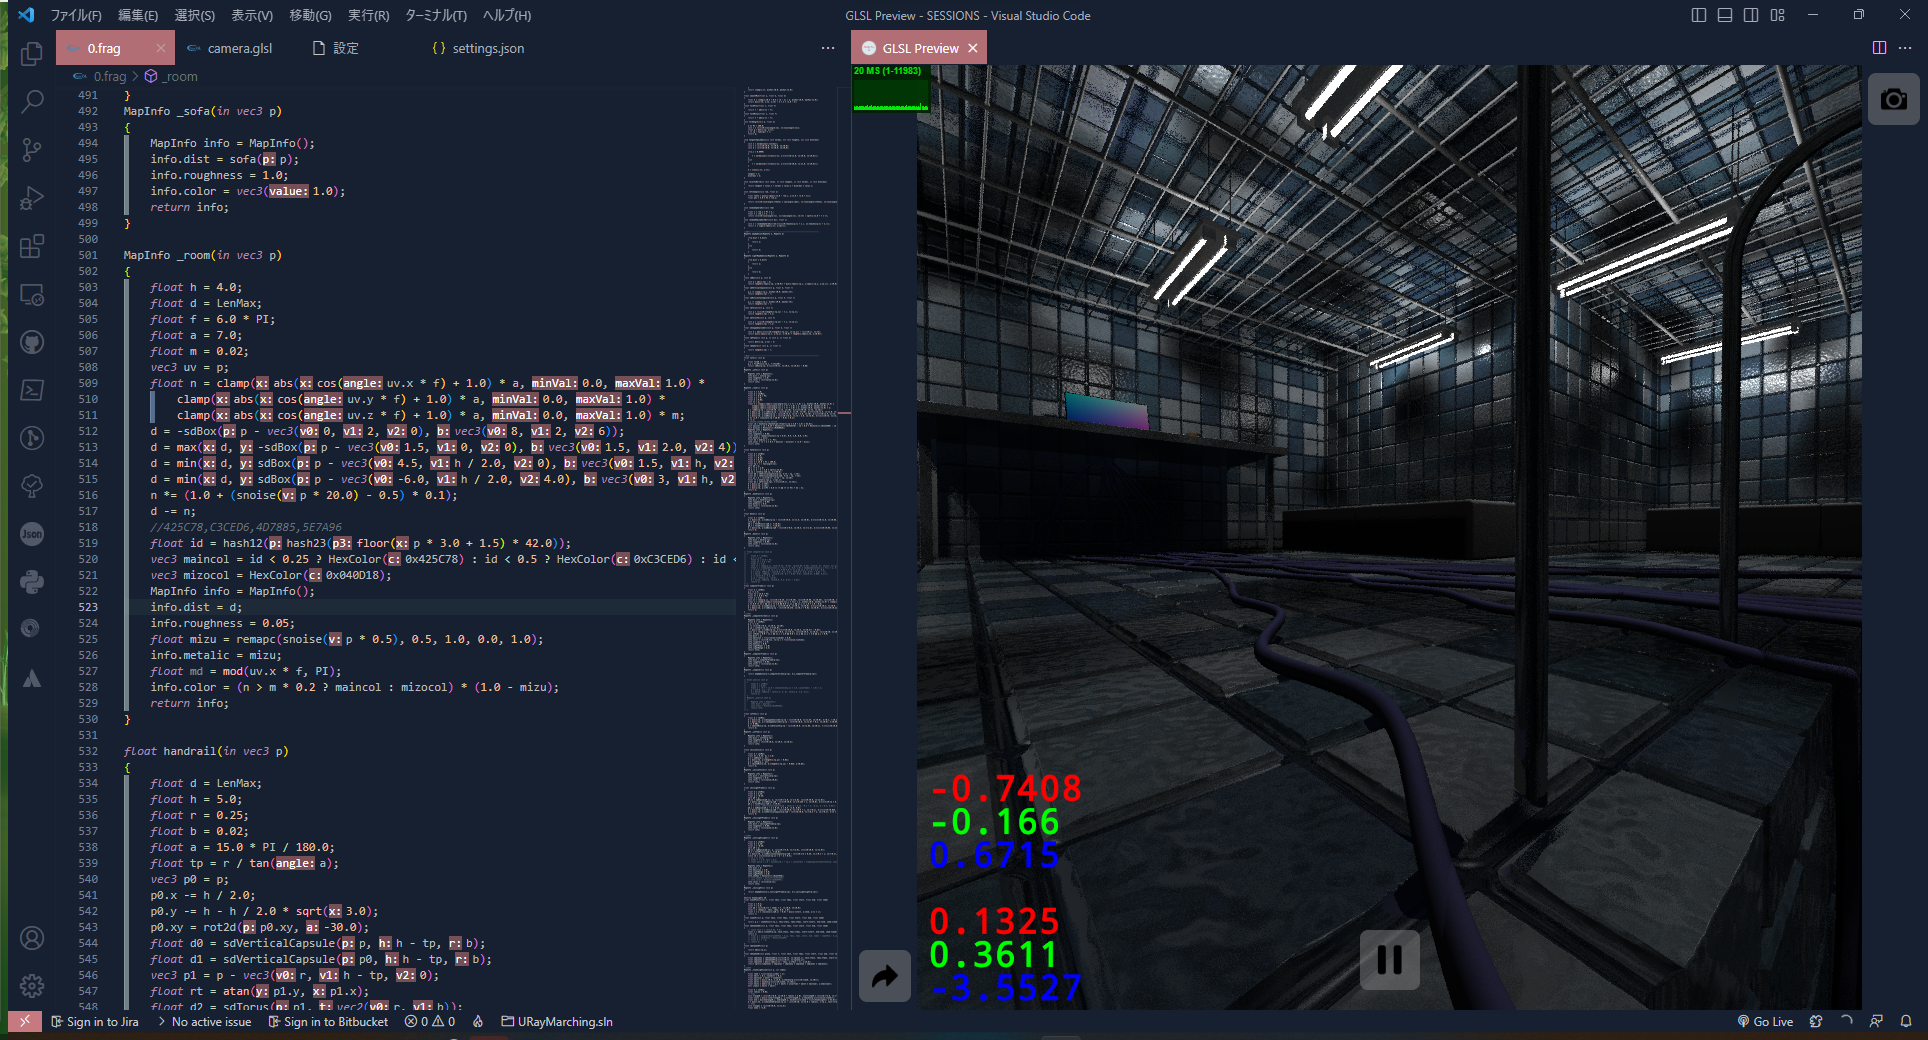 ファイル(F) 編集(E) 選択(S) 表示(V) 移動(G) 実行(R) ターミナル(T) ヘルプ(H)
GLSL Preview - SESSIONS - Visual Studio Code
0.frag camera.glsl 設定 {} settings.json ···
GLSL Preview
0.frag > _room
20 MS (1-11983)
491 }
492 MapInfo _sofa(in vec3 p)
493 {
494 MapInfo info = MapInfo();
495 info.dist = sofa(p: p);
496 info.roughness = 1.0;
497 info.color = vec3(value: 1.0);
498 return info;
499 }
500
501 MapInfo _room(in vec3 p)
502 {
503 float h = 4.0;
504 float d = LenMax;
505 float f = 6.0 * PI;
506 float a = 7.0;
507 float m = 0.02;
508 vec3 uv = p;
509 float n = clamp(x: abs(x: cos(angle: uv.x * f) + 1.0) * a, minVal: 0.0, maxVal: 1.0) *
510 clamp(x: abs(x: cos(angle: uv.y * f) + 1.0) * a, minVal: 0.0, maxVal: 1.0) *
511 clamp(x: abs(x: cos(angle: uv.z * f) + 1.0) * a, minVal: 0.0, maxVal: 1.0) * m;
512 d = -sdBox(p: p - vec3(v0: 0, v1: 2, v2: 0), b: vec3(v0: 8, v1: 2, v2: 6));
513 d = max(x: d, y: -sdBox(p: p - vec3(v0: 1.5, v1: 0, v2: 0), b: vec3(v0: 1.5, v1: 2.0, v2: 4))
514 d = min(x: d, y: sdBox(p: p - vec3(v0: 4.5, v1: h / 2.0, v2: 0), b: vec3(v0: 1.5, v1: h, v2:
515 d = min(x: d, y: sdBox(p: p - vec3(v0: -6.0, v1: h / 2.0, v2: 4.0), b: vec3(v0: 3, v1: h, v2
516 n *= (1.0 + (snoise(v: p * 20.0) - 0.5) * 0.1);
517 d -= n;
518 //425C78,C3CED6,4D7885,5E7A96
519 float id = hash12(p: hash23(p3: floor(x: p * 3.0 + 1.5) * 42.0));
520 vec3 maincol = id < 0.25 ? HexColor(c: 0x425C78) : id < 0.5 ? HexColor(c: 0xC3CED6) : id <
521 vec3 mizocol = HexColor(c: 0x040D18);
522 MapInfo info = MapInfo();
523 info.dist = d;
524 info.roughness = 0.05;
525 float mizu = remapc(snoise(v: p * 0.5), 0.5, 1.0, 0.0, 1.0);
526 info.metalic = mizu;
527 float md = mod(uv.x * f, PI);
528 info.color = (n > m * 0.2 ? maincol : mizocol) * (1.0 - mizu);
529 return info;
530 }
531
532 float handrail(in vec3 p)
533 {
534 float d = LenMax;
535 float h = 5.0;
536 float r = 0.25;
537 float b = 0.02;
538 float a = 15.0 * PI / 180.0;
539 float tp = r / tan(angle: a);
540 vec3 p0 = p;
541 p0.x -= h / 2.0;
542 p0.y -= h - h / 2.0 * sqrt(x: 3.0);
543 p0.xy = rot2d(p: p0.xy, a: -30.0);
544 float d0 = sdVerticalCapsule(p: p, h: h - tp, r: b);
545 float d1 = sdVerticalCapsule(p: p0, h: h - tp, r: b);
546 vec3 p1 = p - vec3(v0: r, v1: h - tp, v2: 0);
547 float rt = atan(y: p1.y, x: p1.x);
548 float d2 = sdTorus(p: p1, t: vec2(v0: r, v1: b));
Json
-0.7408
-0.166
0.6715
0.1325
0.3611
-3.5527
Sign in to Jira > No active issue Sign in to Bitbucket 0 0 URayMarching.sln Go Live